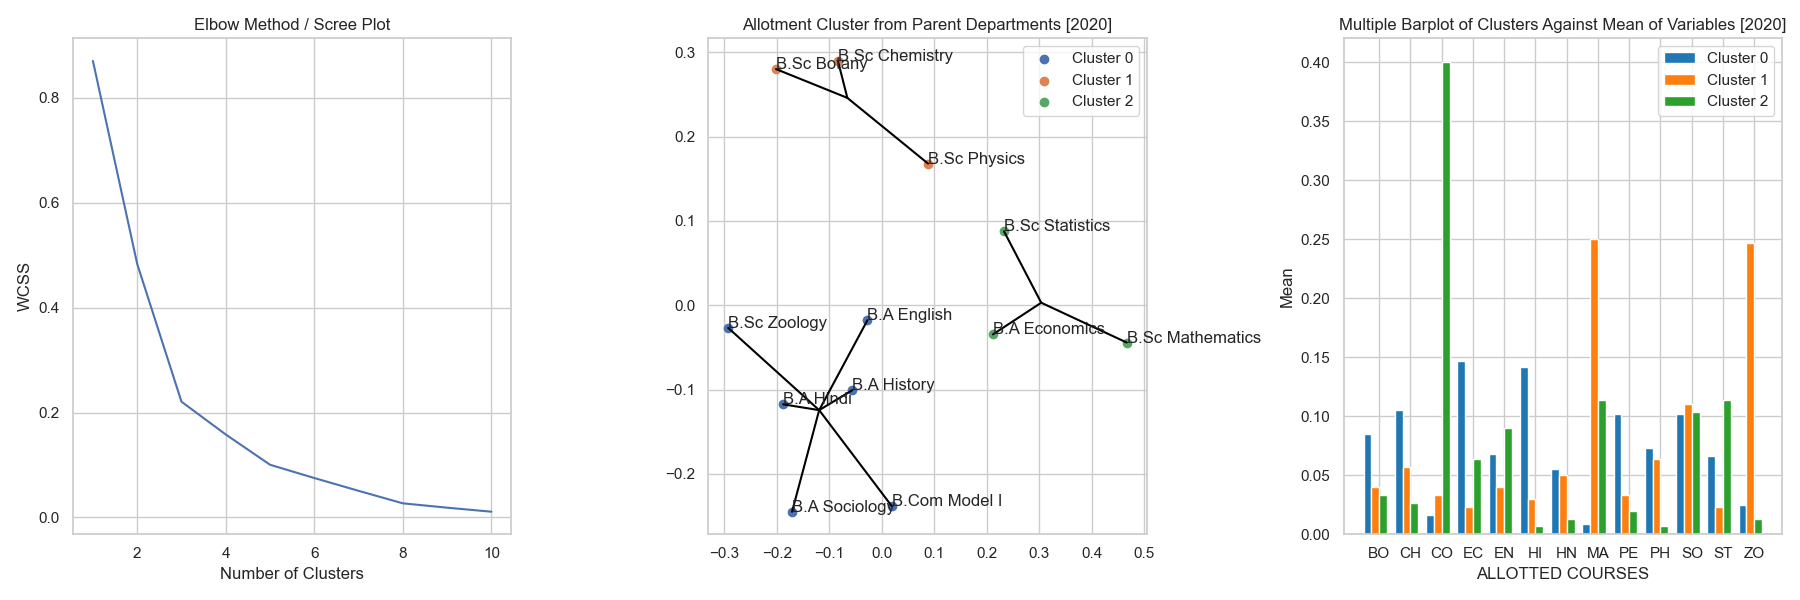 Elbow Method / Scree Plot
WCSS
0.8
0.6
0.4
0.2
0.0
2 4 6 8 10
Number of Clusters
Allotment Cluster from Parent Departments [2020]
Cluster 0
Cluster 1
Cluster 2
0.3
0.2
0.1
0.0
−0.1
−0.2
B.Sc Chemistry
B.Sc Botany
B.Sc Physics
B.Sc Statistics
B.A English
B.Sc Zoology
B.A Economics
B.Sc Mathematics
B.A History
B.A Hindi
B.Com Model I
B.A Sociology
−0.3 −0.2 −0.1 0.0 0.1 0.2 0.3 0.4 0.5
Multiple Barplot of Clusters Against Mean of Variables [2020]
Cluster 0
Cluster 1
Cluster 2
Mean
0.40
0.35
0.30
0.25
0.20
0.15
0.10
0.05
0.00
BO CH CO EC EN HI HN MA PE PH SO ST ZO
ALLOTTED COURSES